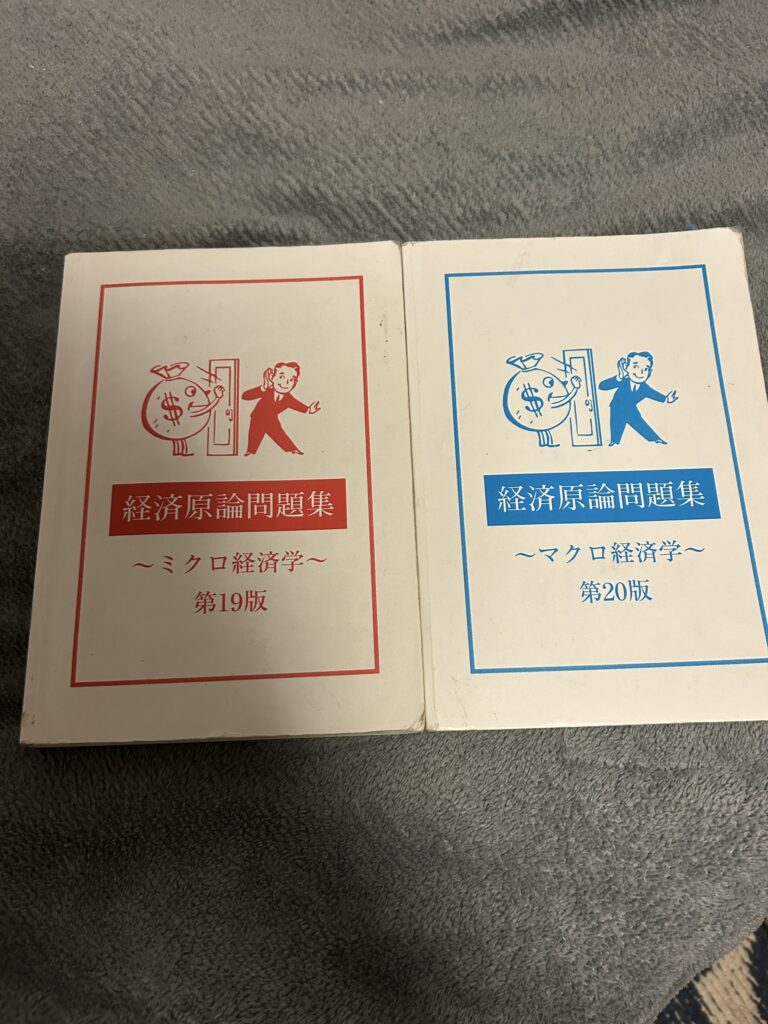 $
経済原論問題集
～ミクロ経済学～
第19版
$
経済原論問題集
～マクロ経済学～
第20版